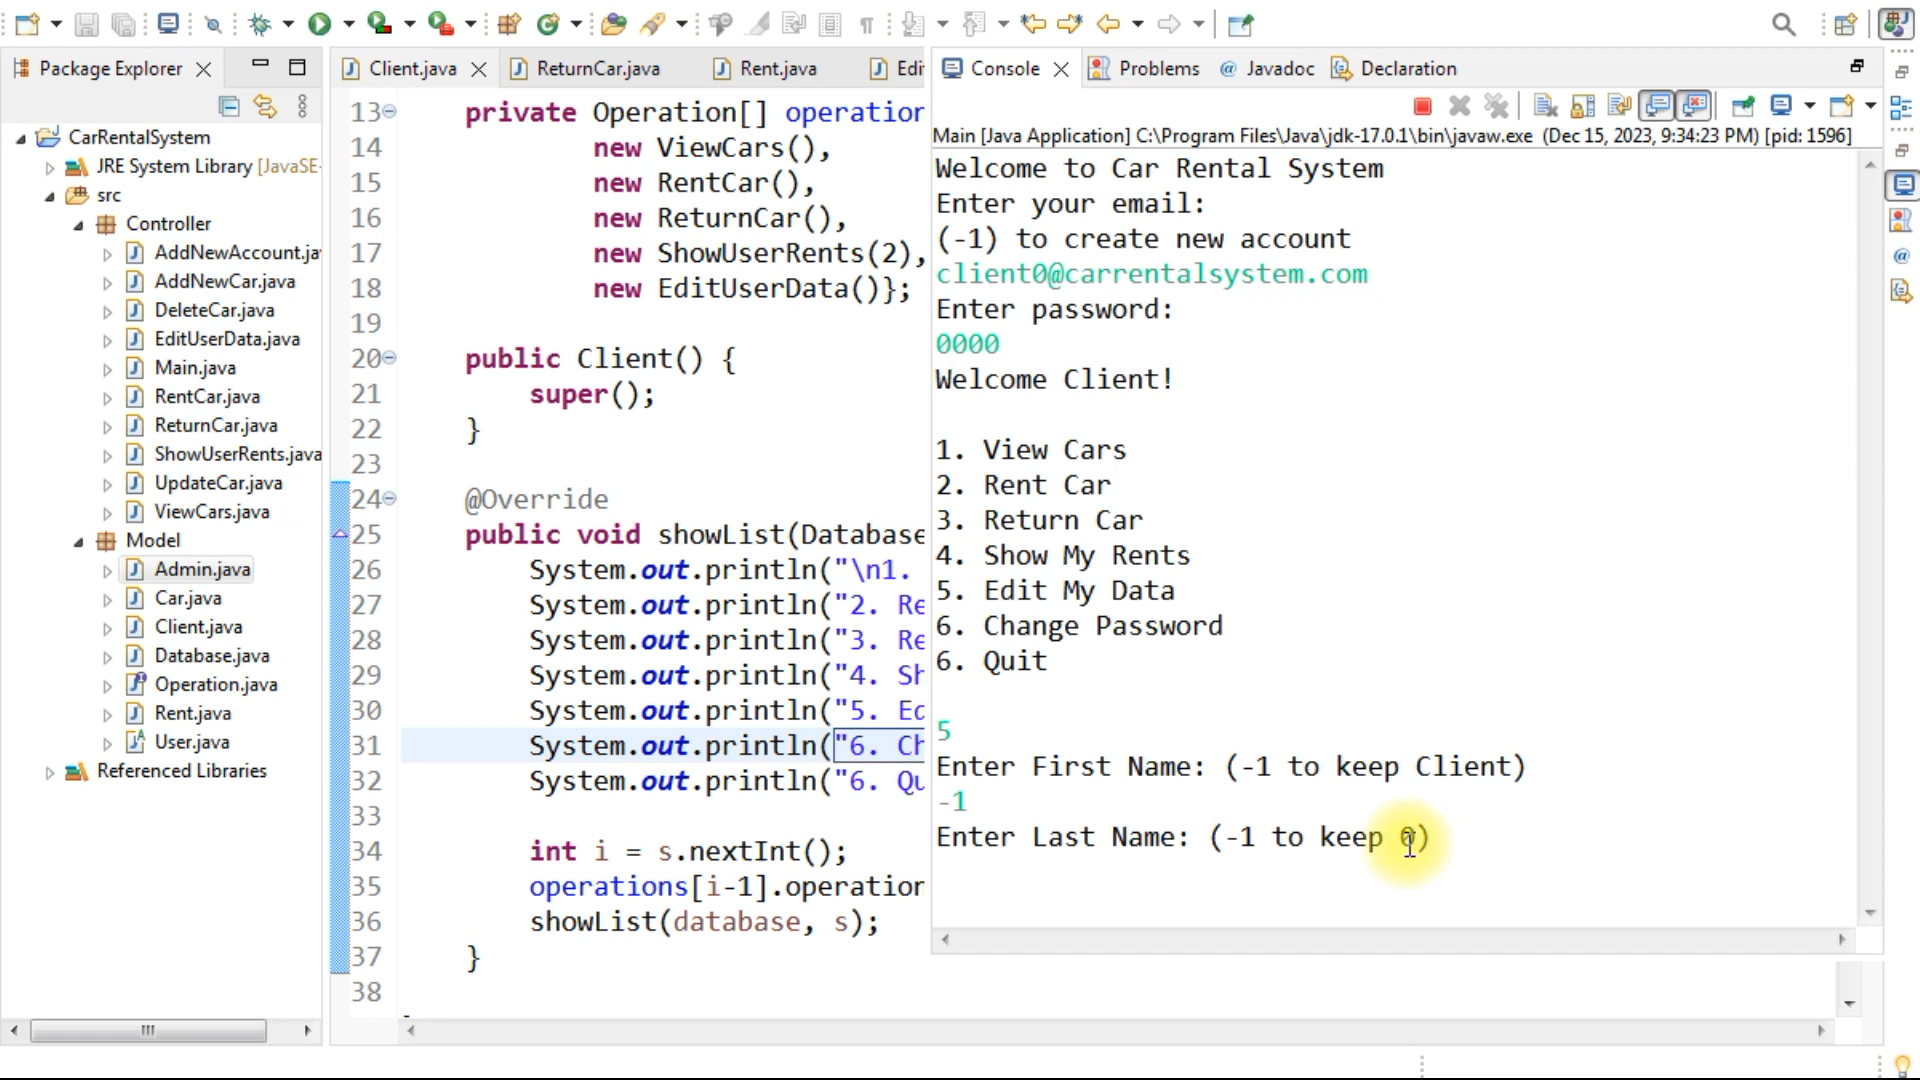 Package Explorer
CarRentalSystem
JRE System Library [JavaSE-
src
Controller
AddNewAccount.ja
AddNewCar.java
DeleteCar.java
EditUserData.java
Main.java
RentCar.java
ReturnCar.java
ShowUserRents.java
UpdateCar.java
ViewCars.java
Model
Admin.java
Car.java
Client.java
Database.java
Operation.java
Rent.java
User.java
Referenced Libraries
Client.java ReturnCar.java Rent.java Edi
13 private Operation[] operation
14 new ViewCars(),
15 new RentCar(),
16 new ReturnCar(),
17 new ShowUserRents(2),
18 new EditUserData()};
19
20 public Client() {
21 super();
22 }
23
24 @Override
25 public void showList(Database
26 System.out.println("\n1.
27 System.out.println("2. Re
28 System.out.println("3. Re
29 System.out.println("4. Sh
30 System.out.println("5. Ed
31 System.out.println("6. Ch
32 System.out.println("6. Qu
33
34 int i = s.nextInt();
35 operations[i-1].operation
36 showList(database, s);
37 }
38
Console Problems @ Javadoc Declaration
Main [Java Application] C:\Program Files\Java\jdk-17.0.1\bin\javaw.exe (Dec 15, 2023, 9:34:23 PM) [pid: 1596]
Welcome to Car Rental System
Enter your email:
(-1) to create new account
client0@carrentalsystem.com
Enter password:
0000
Welcome Client!
1. View Cars
2. Rent Car
3. Return Car
4. Show My Rents
5. Edit My Data
6. Change Password
6. Quit
5
Enter First Name: (-1 to keep Client)
-1
Enter Last Name: (-1 to keep 0)